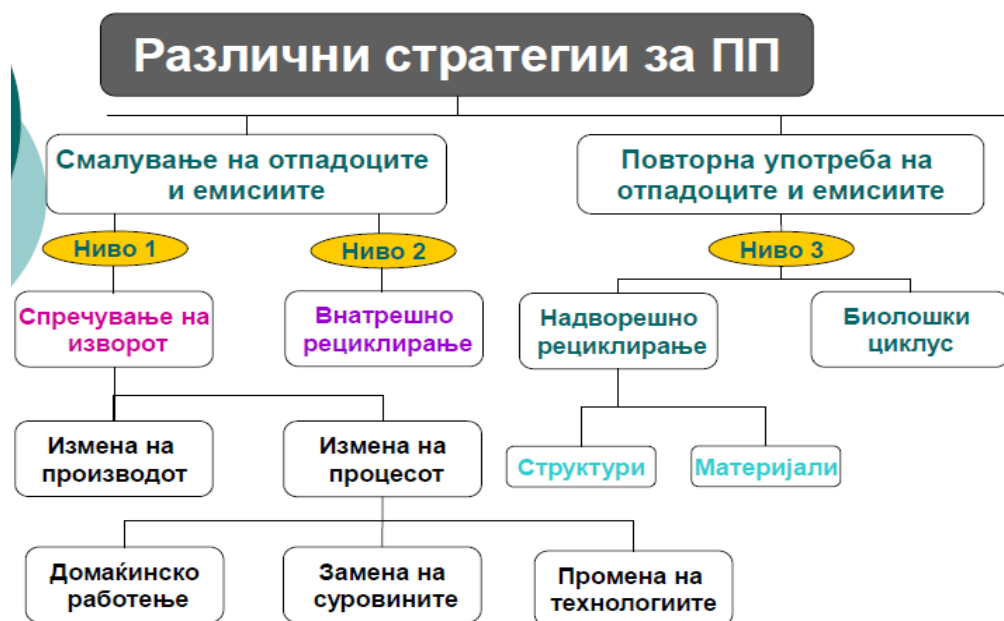 Различни стратегии за ПП
Смалување на отпадоците
и емисиите
Повторна употреба на
отпадоците и емисиите
Ниво 1
Ниво 2
Ниво 3
Спречување на
изворот
Внатрешно
рециклирање
Надворешно
рециклирање
Биолошки
циклус
Измена на
производот
Измена на
процесот
Структури
Материјали
Домаќинско
работење
Замена на
суровините
Промена на
технологиите